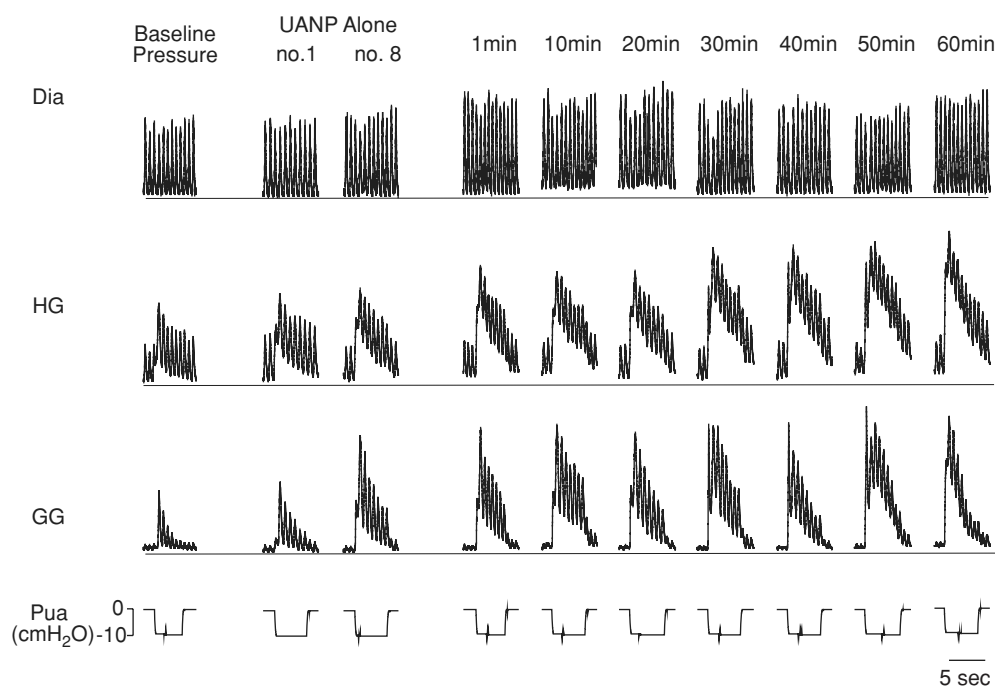 Baseline Pressure
UANP Alone
no.1 no. 8
1min 10min 20min 30min 40min 50min 60min
Dia
HG
GG
Pua
(cmH₂O)
0
-10
5 sec